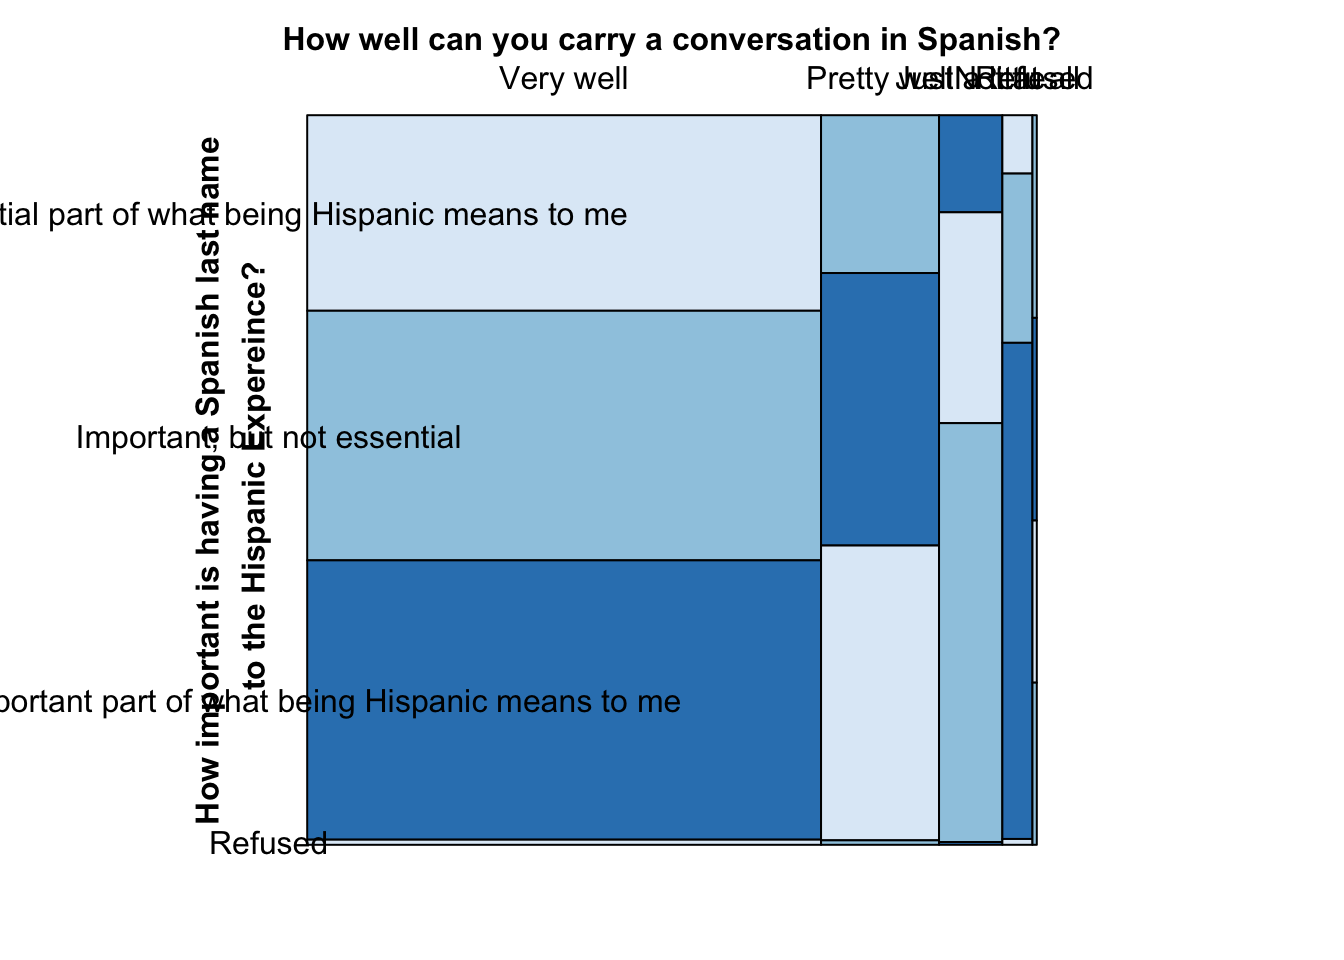 How well can you carry a conversation in Spanish?
Very well
Pretty well
Just
Refused
How important is having a Spanish last name
to the Hispanic Expereince?
tial part of what being Hispanic means to me
Important, but not essential
portant part of what being Hispanic means to me
Refused